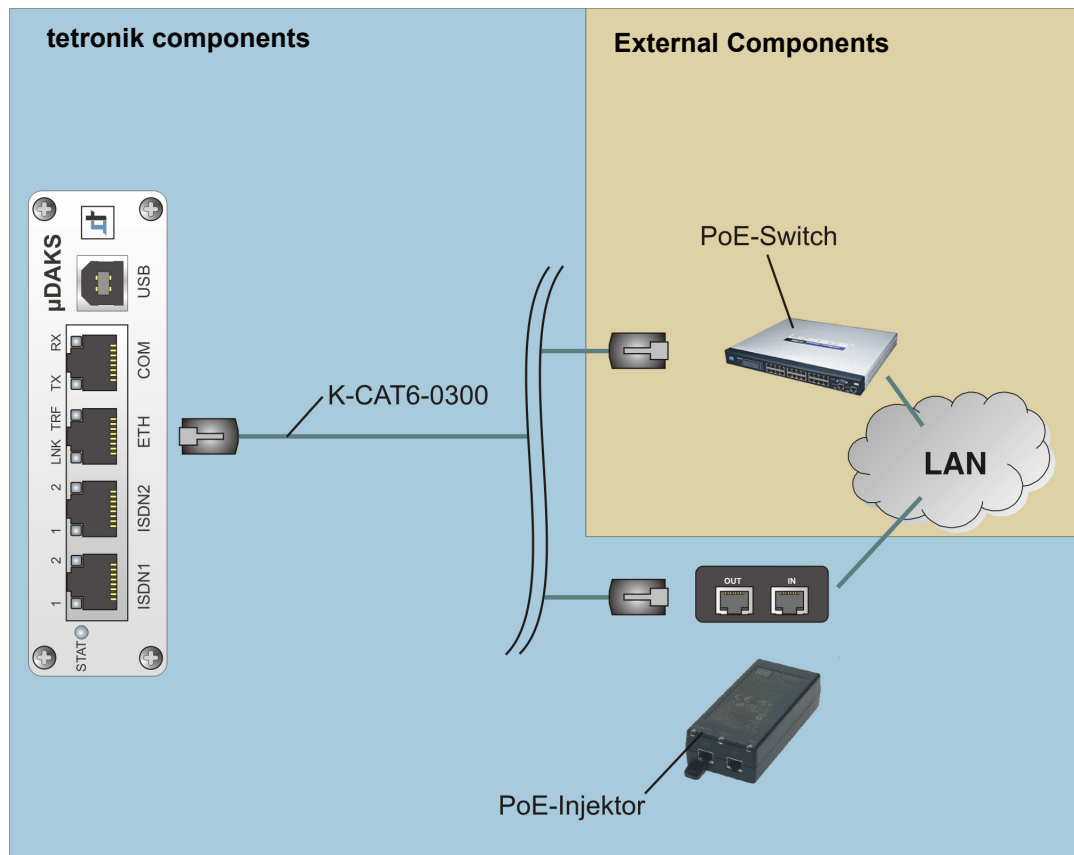 tetronik components
External Components
PoE-Switch
µDAKS
USB
RX
TX
COM
TRF
LNK
ETH
2
1
ISDN2
2
1
ISDN1
STAT
K-CAT6-0300
LAN
OUT
IN
PoE-Injektor